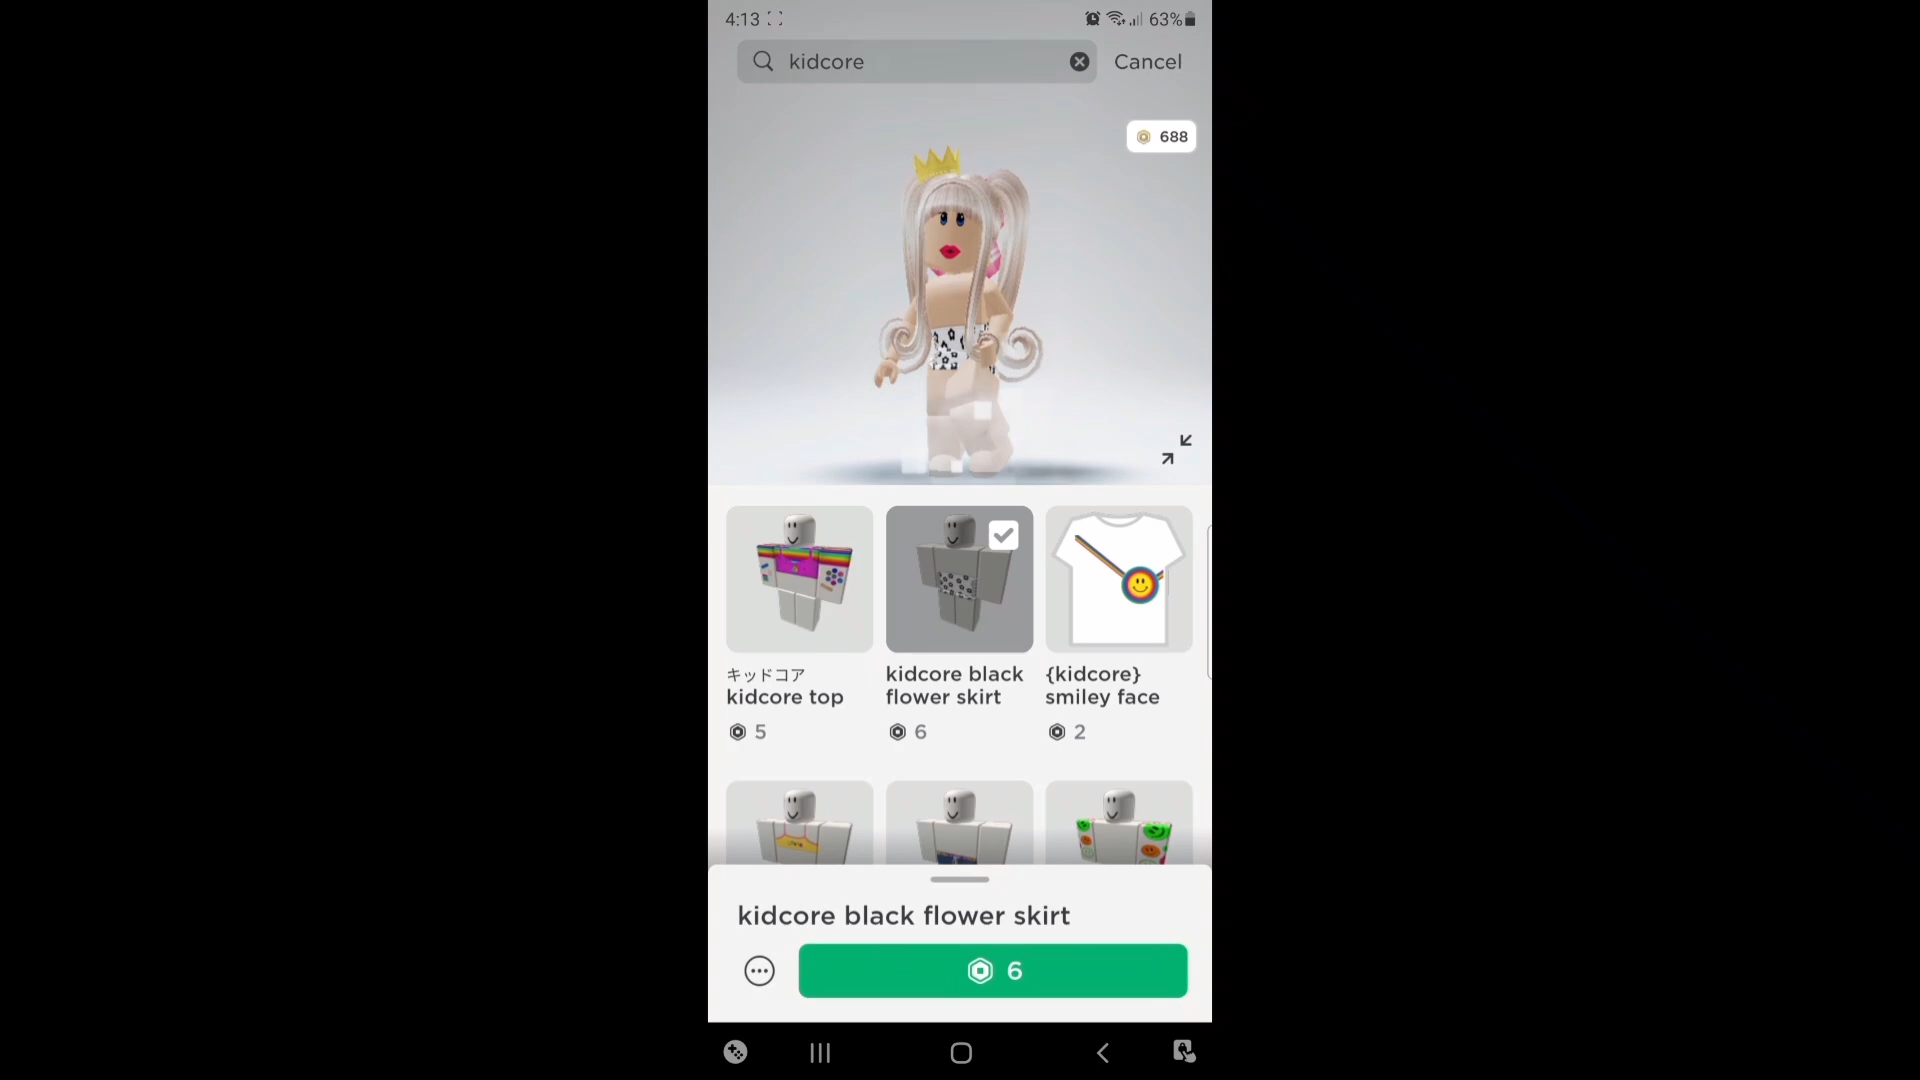 4:13
63%
kidcore
Cancel
688
キッドコア
kidcore top
5
kidcore black
flower skirt
6
{kidcore}
smiley face
2
kidcore black flower skirt
6